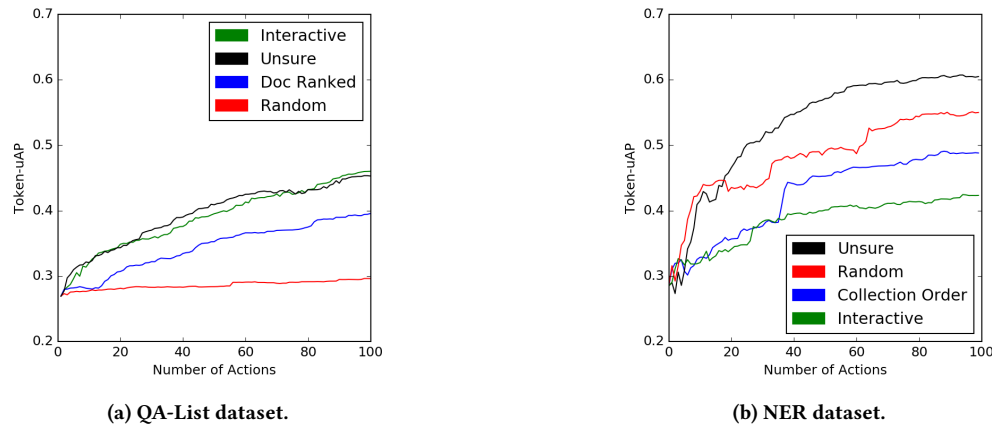 0.7
0.6
0.5
0.4
0.3
0.2
Token-uAP
0 20 40 60 80 100
Number of Actions
Interactive
Unsure
Doc Ranked
Random
(a) QA-List dataset.
0.7
0.6
0.5
0.4
0.3
0.2
Token-uAP
0 20 40 60 80 100
Number of Actions
Unsure
Random
Collection Order
Interactive
(b) NER dataset.